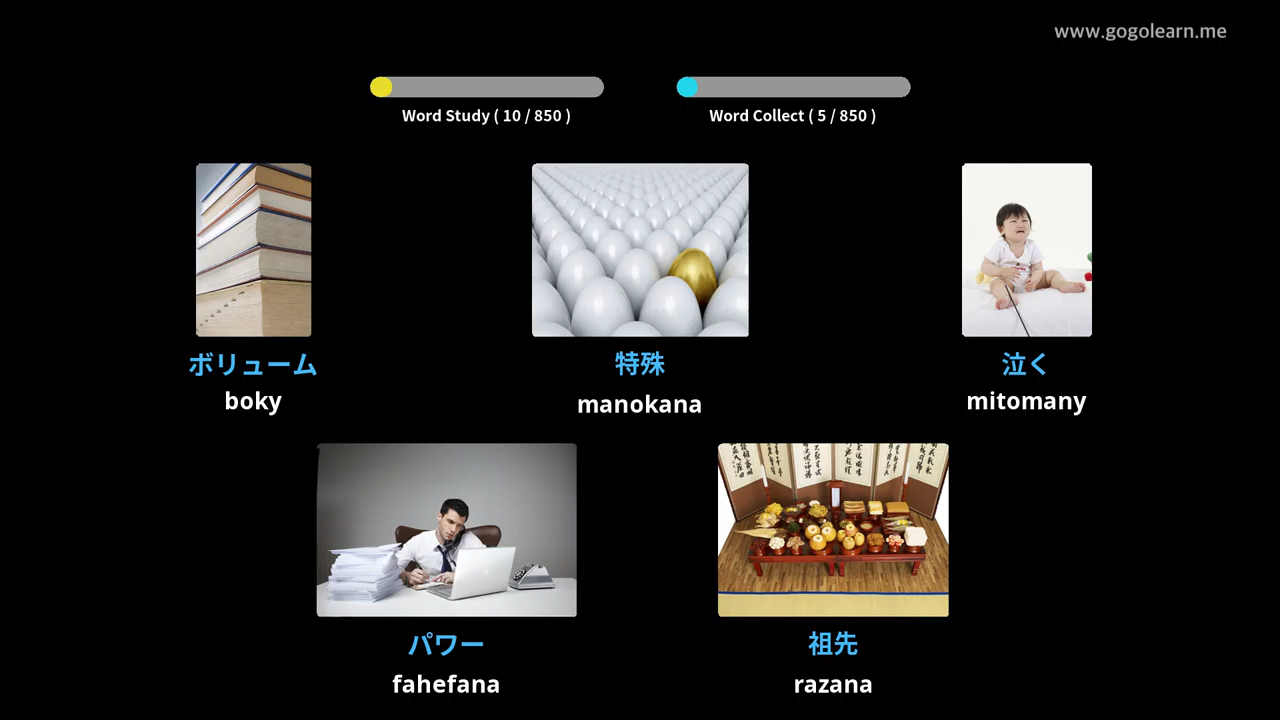 www.gogolearn.me
Word Study ( 10 / 850 )
Word Collect ( 5 / 850 )
ボリューム
boky
特殊
manokana
泣く
mitomany
パワー
fahefana
祖先
razana